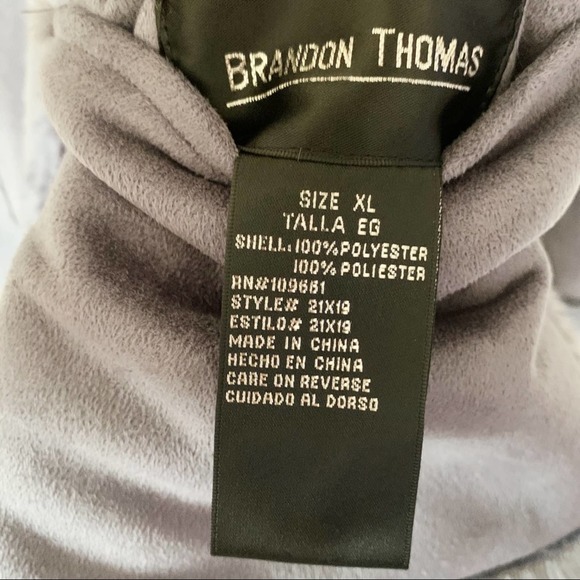 BRANDON THOMAS
SIZE XL
TALLA EG
SHELL:100%POLYESTER
100%POLIESTER
RN#109661
STYLE# 21X19
ESTILO# 21X19
MADE IN CHINA
HECHO EN CHINA
CARE ON REVERSE
CUIDADO AL DORSO